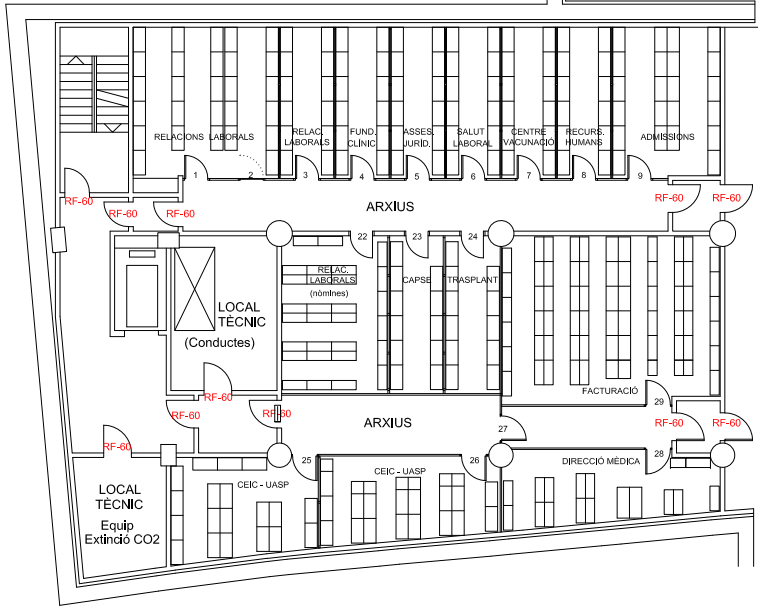 RELACIONS LABORALS
RELAC.
LABORALS
FUND.
CLÍNIC
ASSES.
JURÍD.
SALUT
LABORAL
CENTRE
VACUNACIÓ
RECURS.
HUMANS
ADMISSIONS
1
2
3
4
5
6
7
8
9
RF-60
RF-60
RF-60
ARXIUS
RF-60
RF-60
22
23
24
RELAC.
LABORALS
(nòmines)
CAPSE
TRASPLANT
LOCAL
TÈCNIC
(Conductes)
FACTURACIÓ
RF-60
RF-60
RF-60
ARXIUS
29
27
RF-60
RF-60
RF-60
25
26
28
CEIC - UASP
CEIC - UASP
DIRECCIÓ MÈDICA
LOCAL
TÈCNIC
Equip
Extinció CO2